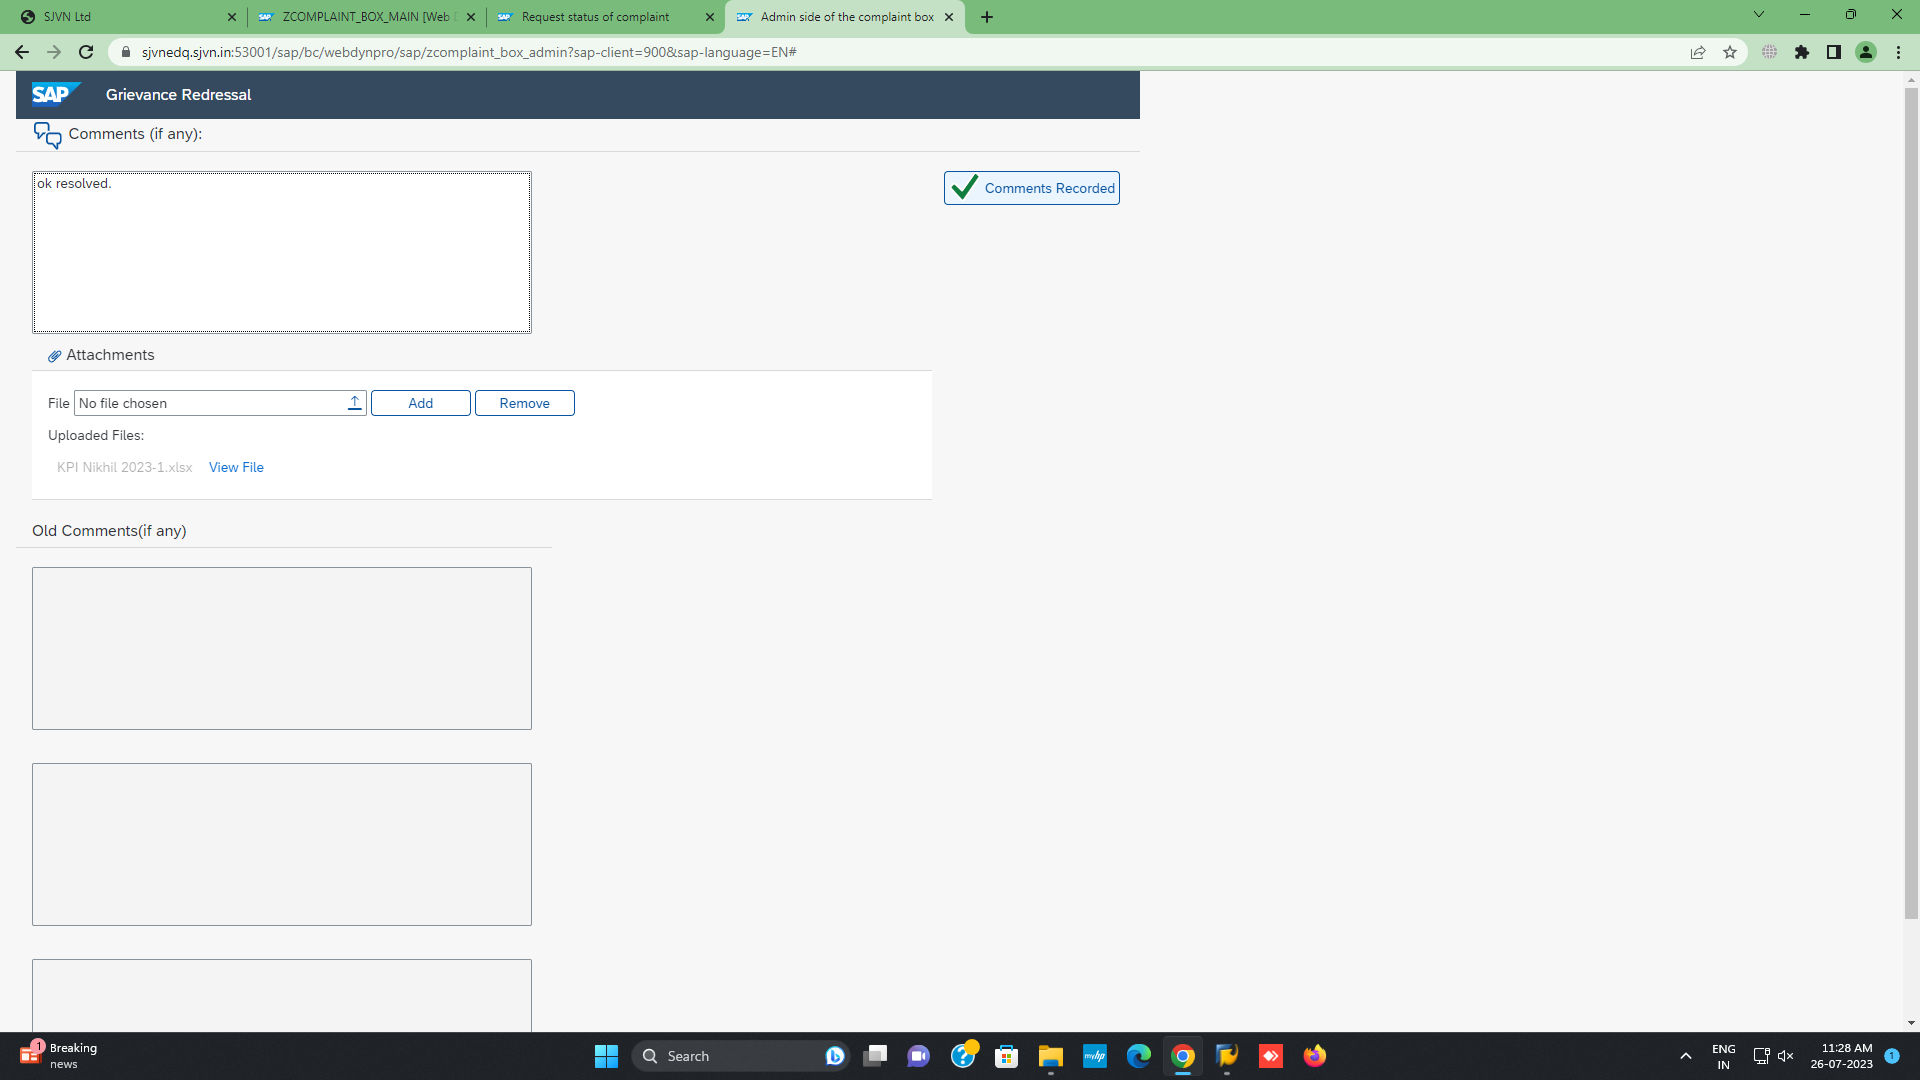 SJVN Ltd
ZCOMPLAINT_BOX_MAIN [Web
Request status of complaint
Admin side of the complaint box
sjvnedq.sjvn.in:53001/sap/bc/webdynpro/sap/zcomplaint_box_admin?sap-client=900&sap-language=EN#
SAP Grievance Redressal
Comments (if any):
ok resolved.
Comments Recorded
Attachments
File No file chosen Add Remove
Uploaded Files:
KPI Nikhil 2023-1.xlsx View File
Old Comments(if any)
1 Breaking
news
Search
myhp
ENG
IN
11:28 AM
26-07-2023
1